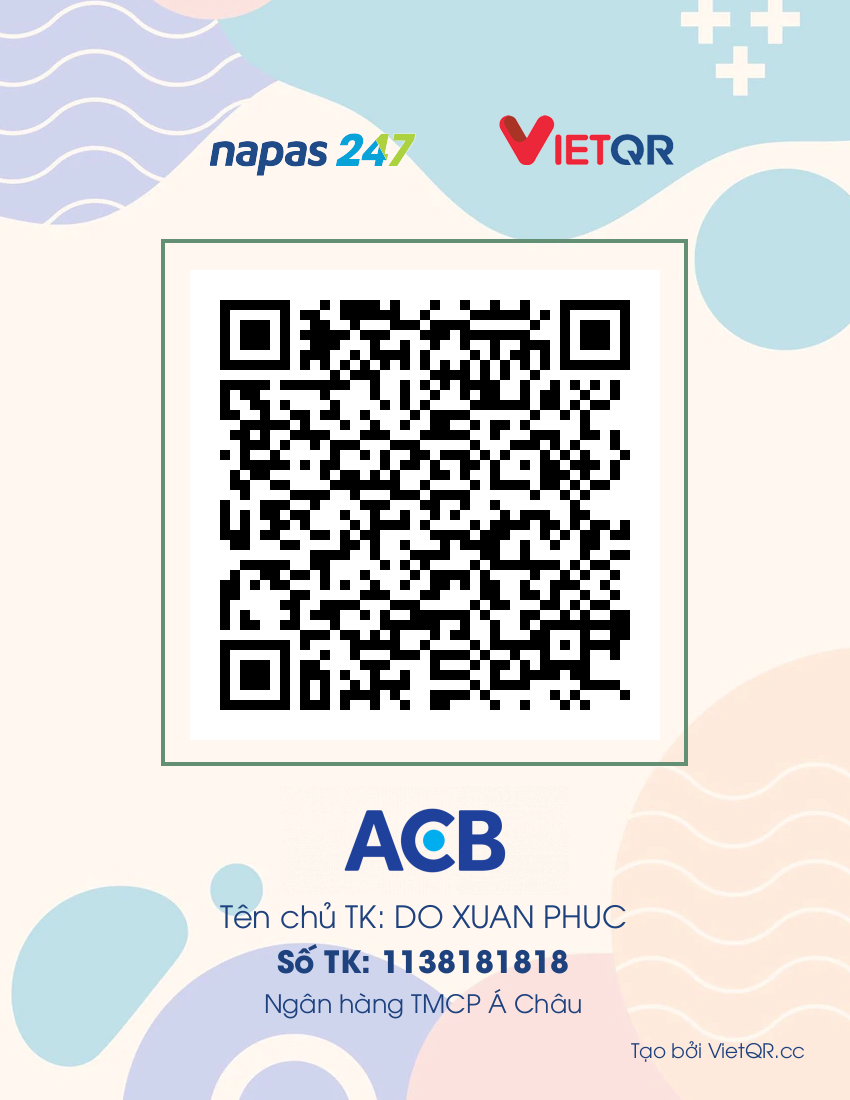 napas 247
VIETQR
ACB
Tên chủ TK: DO XUAN PHUC
Số TK: 1138181818
Ngân hàng TMCP Á Châu
Tạo bởi VietQR.cc